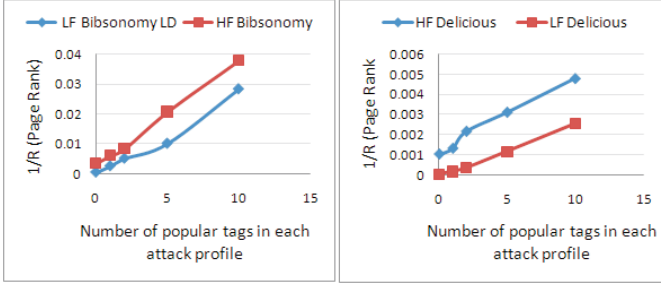 LF Bibsonomy LD HF Bibsonomy
0.04
0.03
0.02
0.01
0
1/R (Page Rank)
0 5 10 15
Number of popular tags in each
attack profile
HF Delicious LF Delicious
0.006
0.005
0.004
0.003
0.002
0.001
0
1/R (Page Rank
0 5 10 15
Number of popular tags in each
attack profile